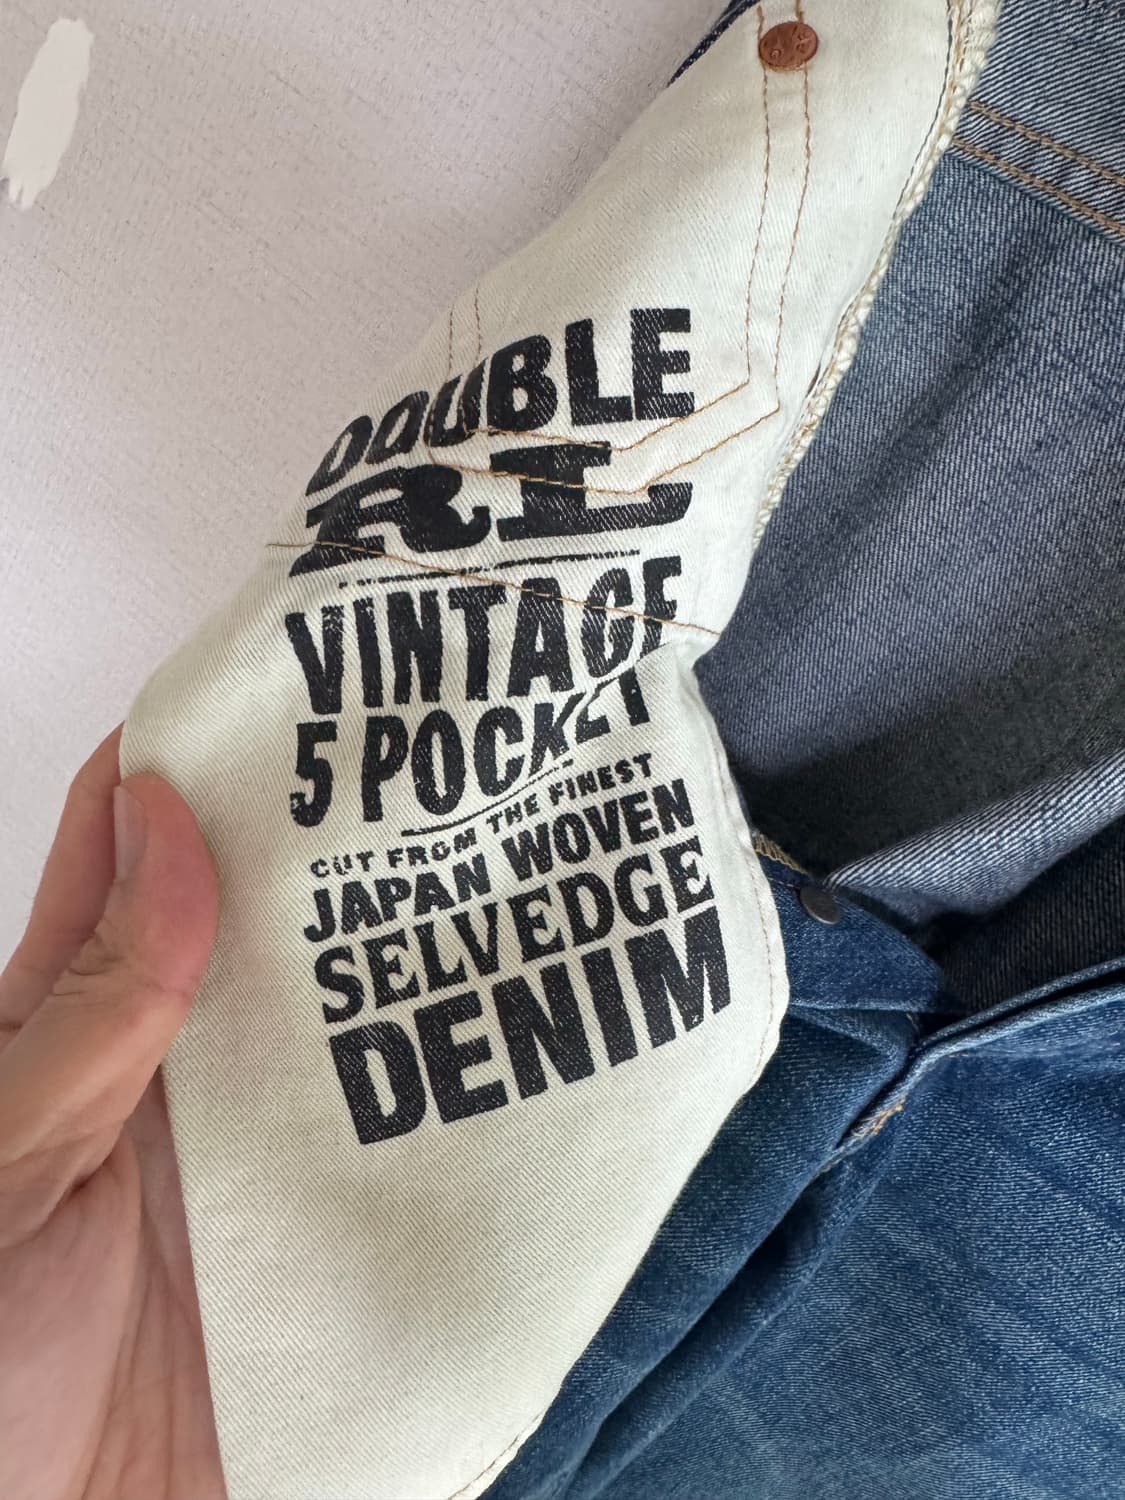 DOUBLE
RL
VINTAGE
5 POCKET
CUT FROM THE FINEST
JAPAN WOVEN
SELVEDGE
DENIM